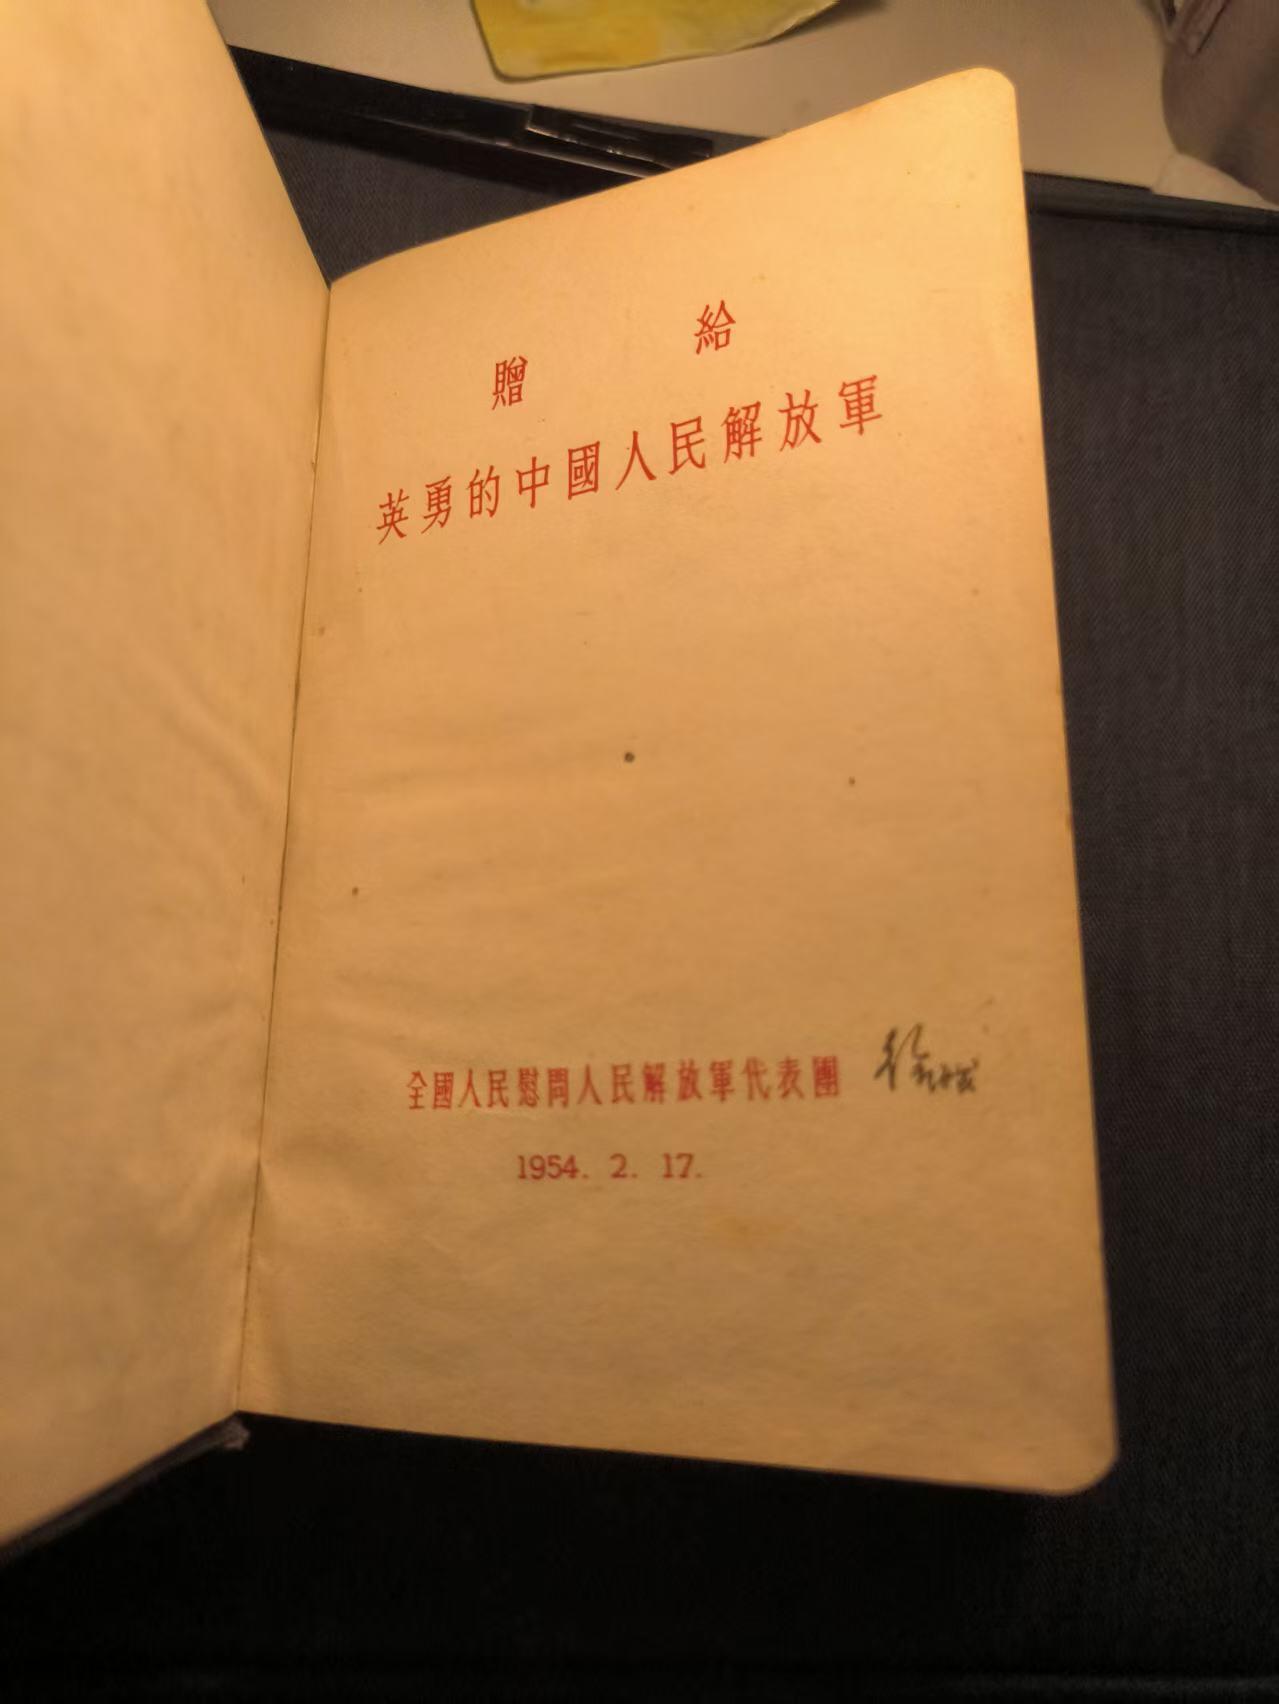 贈 給
英勇的中國人民解放軍
全國人民慰問人民解放軍代表團
1954. 2. 17.